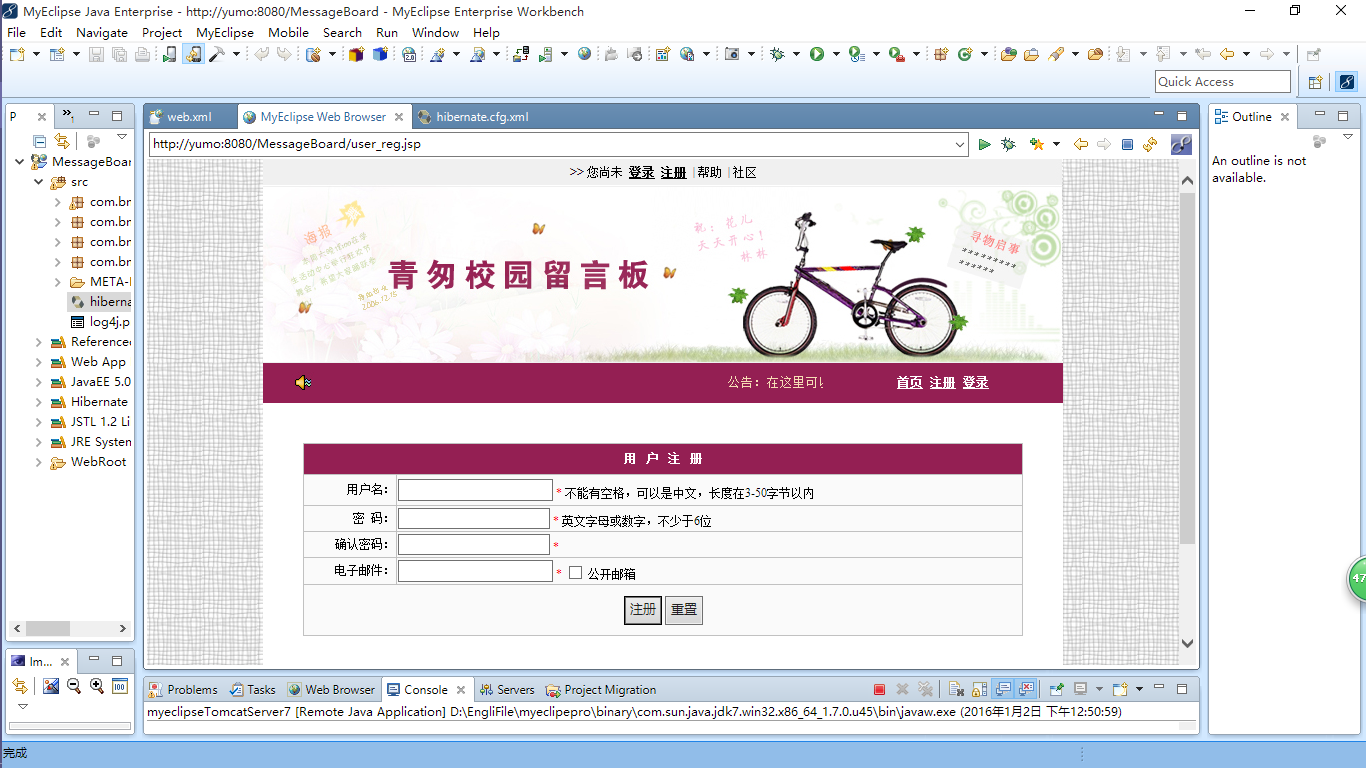 MyEclipse Java Enterprise - http://yumo:8080/MessageBoard - MyEclipse Enterprise Workbench
File Edit Navigate Project MyEclipse Mobile Search Run Window Help
Quick Access
P
»1
MessageBoar
src
com.br
com.br
com.br
com.br
META-I
hiberna
log4j.p
Reference
Web App
JavaEE 5.0
Hibernate
JSTL 1.2 Li
JRE System
WebRoot
Im...
100
web.xml
MyEclipse Web Browser
hibernate.cfg.xml
http://yumo:8080/MessageBoard/user_reg.jsp
>> 您尚未 登录 注册 |帮助 |社区
海报
2006.12.15
青匆校园留言板
祝：花儿
天天开心！
林林
寻物启事
*********
******
公告：在这里可以
首页 注册 登录
用 户 注 册
用户名： * 不能有空格，可以是中文，长度在3-50字节以内
密 码： * 英文字母或数字，不少于6位
确认密码： *
电子邮件： * 公开邮箱
注册 重置
Outline
An outline is not
available.
47
Problems Tasks Web Browser Console Servers Project Migration
myeclipseTomcatServer7 [Remote Java Application] D:\EngliFile\myeclipepro\binary\com.sun.java.jdk7.win32.x86_64_1.7.0.u45\bin\javaw.exe (2016年1月2日 下午12:50:59)
完成